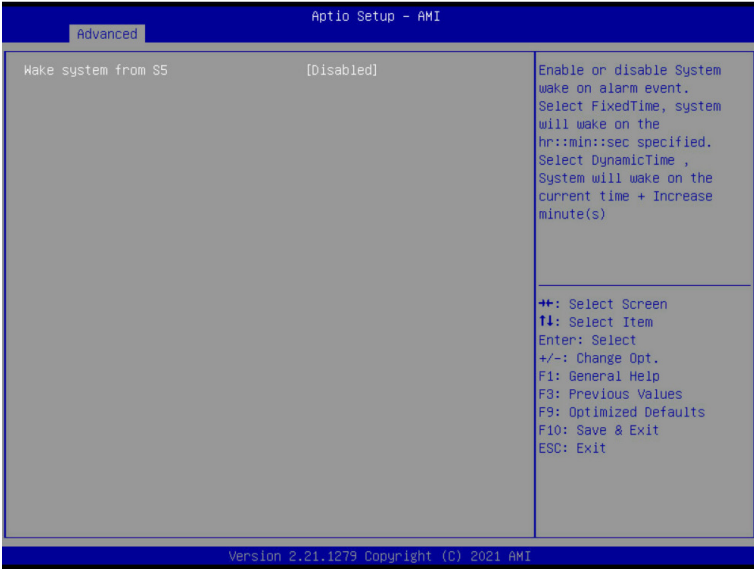 Aptio Setup – AMI
Advanced
Wake system from S5 [Disabled]
Enable or disable System
wake on alarm event.
Select FixedTime, system
will wake on the
hr::min::sec specified.
Select DynamicTime ,
System will wake on the
current time + Increase
minute(s)
→←: Select Screen
↑↓: Select Item
Enter: Select
+/-: Change Opt.
F1: General Help
F3: Previous Values
F9: Optimized Defaults
F10: Save & Exit
ESC: Exit
Version 2.21.1279 Copyright (C) 2021 AMI